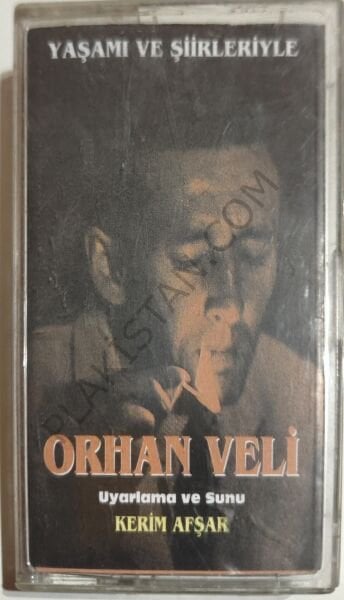 YAŞAMI VE ŞİİRLERİYLE
PLAKİSTAN.COM
ORHAN VELİ
Uyarlama ve Sunu
KERİM AFŞAR